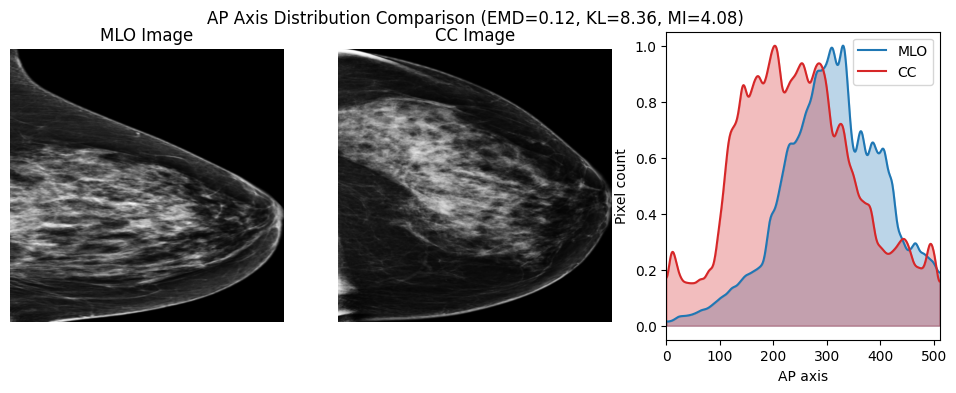 AP Axis Distribution Comparison (EMD=0.12, KL=8.36, MI=4.08)
MLO Image
CC Image
MLO
CC
Pixel count
1.0
0.8
0.6
0.4
0.2
0.0
0 100 200 300 400 500
AP axis